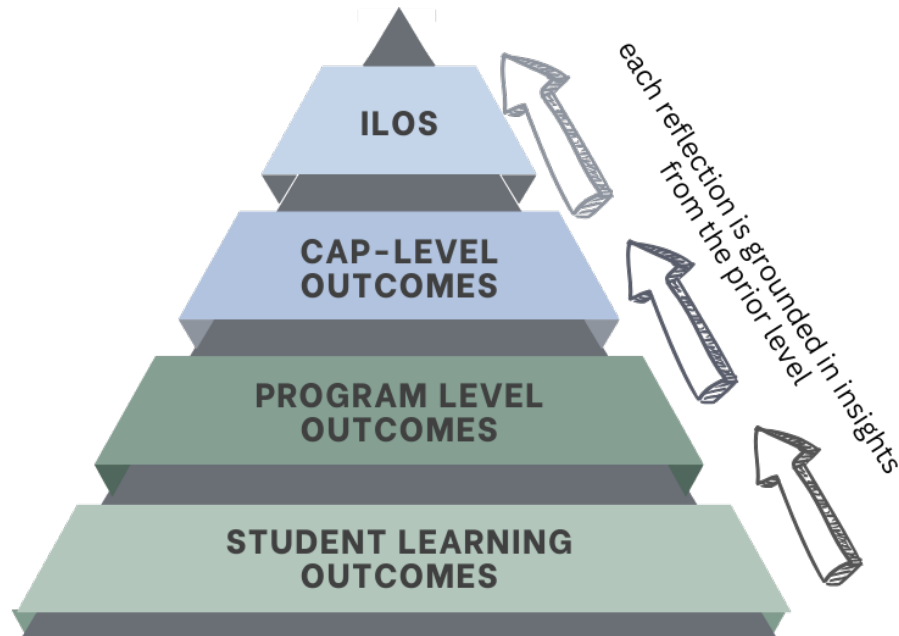 ILOS
CAP-LEVEL
OUTCOMES
PROGRAM LEVEL
OUTCOMES
STUDENT LEARNING
OUTCOMES
each reflection is grounded in insights
from the prior level